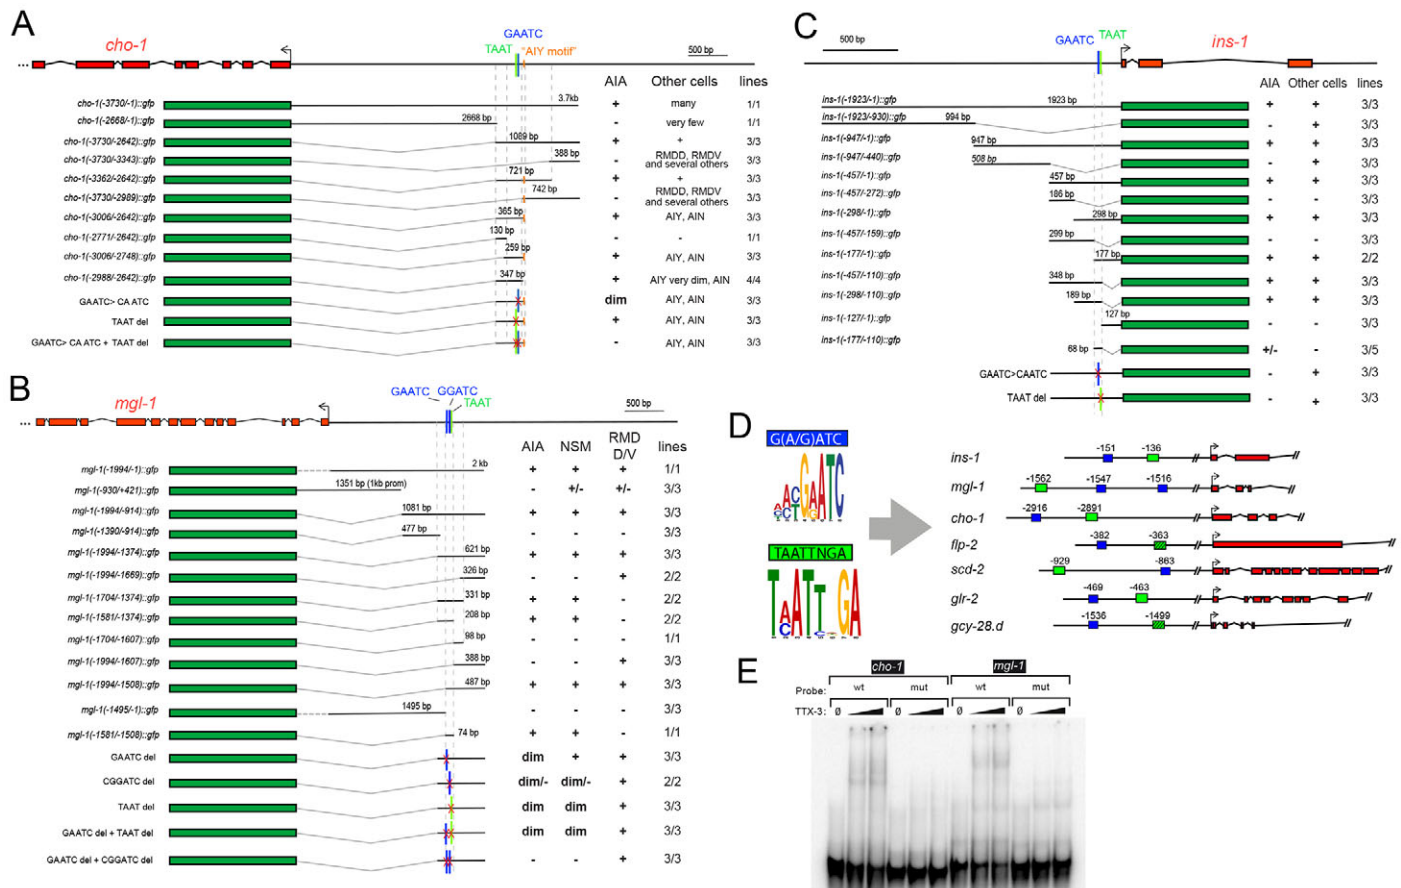 A
cho-1
GAATC
TAAT
"AIY motif"
500 bp
...
AIA Other cells lines
cho-1(-3730/-1)::gfp 3.7kb + many 1/1
cho-1(-2668/-1)::gfp 2668 bp - very few 1/1
cho-1(-3730/-2642)::gfp 1089 bp + + 3/3
cho-1(-3730/-3343)::gfp 388 bp - RMDD, RMDV and several others 3/3
cho-1(-3362/-2642)::gfp 721 bp + + 3/3
cho-1(-3730/-2989)::gfp 742 bp - RMDD, RMDV and several others 3/3
cho-1(-3006/-2642)::gfp 365 bp + AIY, AIN 3/3
cho-1(-2771/-2642)::gfp 130 bp - - 1/1
cho-1(-3006/-2748)::gfp 259 bp + AIY, AIN 3/3
cho-1(-2988/-2642)::gfp 347 bp + AIY very dim, AIN 4/4
GAATC> CA ATC dim AIY, AIN 3/3
TAAT del + AIY, AIN 3/3
GAATC> CA ATC + TAAT del - AIY, AIN 3/3
B
mgl-1
GAATC GGATC
TAAT
500 bp
...
AIA NSM RMD D/V lines
mgl-1(-1994/-1)::gfp 2 kb + + + 1/1
mgl-1(-930/+421)::gfp 1351 bp (1kb prom) - +/- +/- 3/3
mgl-1(-1994/-914)::gfp 1081 bp + + + 3/3
mgl-1(-1390/-914)::gfp 477 bp - - - 3/3
mgl-1(-1994/-1374)::gfp 621 bp + + + 3/3
mgl-1(-1994/-1669)::gfp 326 bp - - + 2/2
mgl-1(-1704/-1374)::gfp 331 bp + + - 2/2
mgl-1(-1581/-1374)::gfp 208 bp + + - 2/2
mgl-1(-1704/-1607)::gfp 98 bp - - - 1/1
mgl-1(-1994/-1607)::gfp 388 bp - - + 3/3
mgl-1(-1994/-1508)::gfp 487 bp + + + 3/3
mgl-1(-1495/-1)::gfp 1495 bp - - - 3/3
mgl-1(-1581/-1508)::gfp 74 bp + + - 1/1
GAATC del dim + + 3/3
CGGATC del dim/- dim/- + 2/2
TAAT del dim dim + 3/3
GAATC del + TAAT del dim dim + 3/3
GAATC del + CGGATC del - - + 3/3
C
500 bp
GAATC TAAT
ins-1
AIA Other cells lines
ins-1(-1923/-1)::gfp 1923 bp + + 3/3
ins-1(-1923/-930)::gfp 994 bp - + 3/3
ins-1(-947/-1)::gfp 947 bp + + 3/3
ins-1(-947/-440)::gfp 508 bp - + 3/3
ins-1(-457/-1)::gfp 457 bp + + 3/3
ins-1(-457/-272)::gfp 186 bp - - 3/3
ins-1(-298/-1)::gfp 298 bp + + 3/3
ins-1(-457/-159)::gfp 299 bp - - 3/3
ins-1(-177/-1)::gfp 177 bp + + 2/2
ins-1(-457/-110)::gfp 348 bp + + 3/3
ins-1(-298/-110)::gfp 189 bp + + 3/3
ins-1(-127/-1)::gfp 127 bp - - 3/3
ins-1(-177/-110)::gfp 68 bp +/- - 3/5
GAATC>CAATC - + 3/3
TAAT del - + 3/3
D
G(A/G)ATC
TAATTNGA
ins-1 -151 -136
mgl-1 -1562 -1547 -1516
cho-1 -2916 -2891
flp-2 -382 -363
scd-2 -929 -863
glr-2 -469 -463
gcy-28.d -1536 -1499
E
cho-1 mgl-1
Probe: wt mut wt mut
TTX-3: Ø Ø Ø Ø